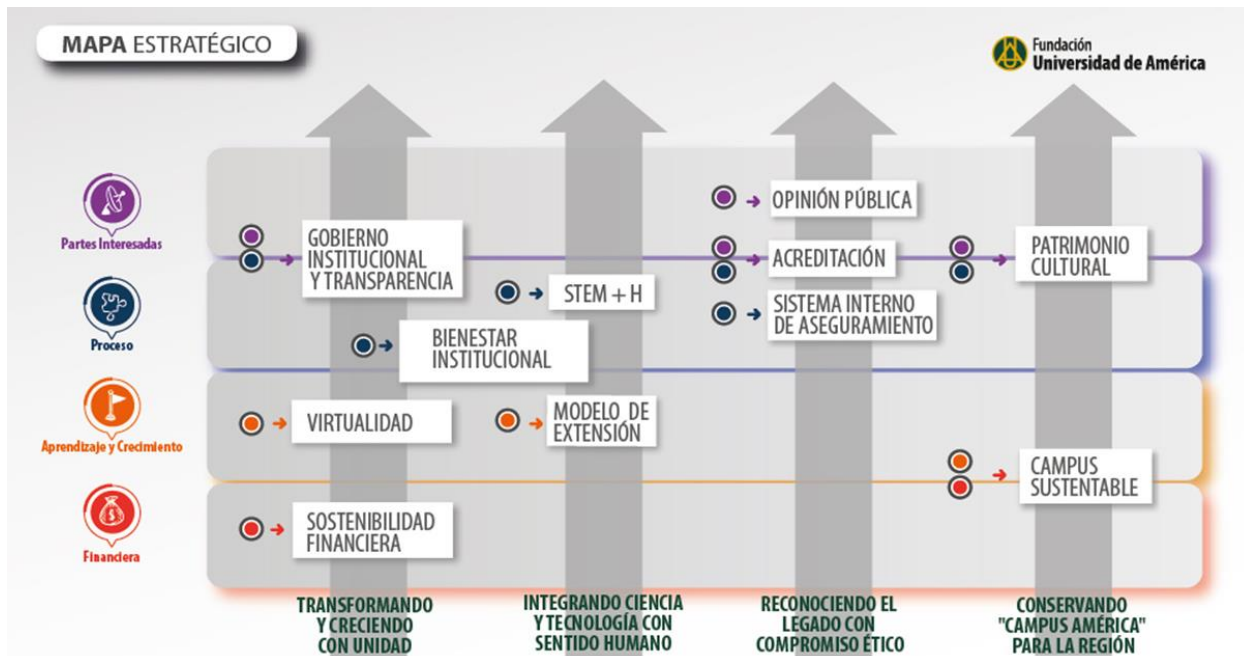 MAPA ESTRATÉGICO
Fundación
Universidad de América
Partes Interesadas
OPINIÓN PÚBLICA
GOBIERNO
INSTITUCIONAL
Y TRANSPARENCIA
ACREDITACIÓN
PATRIMONIO
CULTURAL
Proceso
STEM + H
SISTEMA INTERNO
DE ASEGURAMIENTO
BIENESTAR
INSTITUCIONAL
Aprendizaje y Crecimiento
VIRTUALIDAD
MODELO DE
EXTENSIÓN
CAMPUS
SUSTENTABLE
Financiera
SOSTENIBILIDAD
FINANCIERA
TRANSFORMANDO
Y CRECIENDO
CON UNIDAD
INTEGRANDO CIENCIA
Y TECNOLOGÍA CON
SENTIDO HUMANO
RECONOCIENDO EL
LEGADO CON
COMPROMISO ÉTICO
CONSERVANDO
"CAMPUS AMÉRICA"
PARA LA REGIÓN